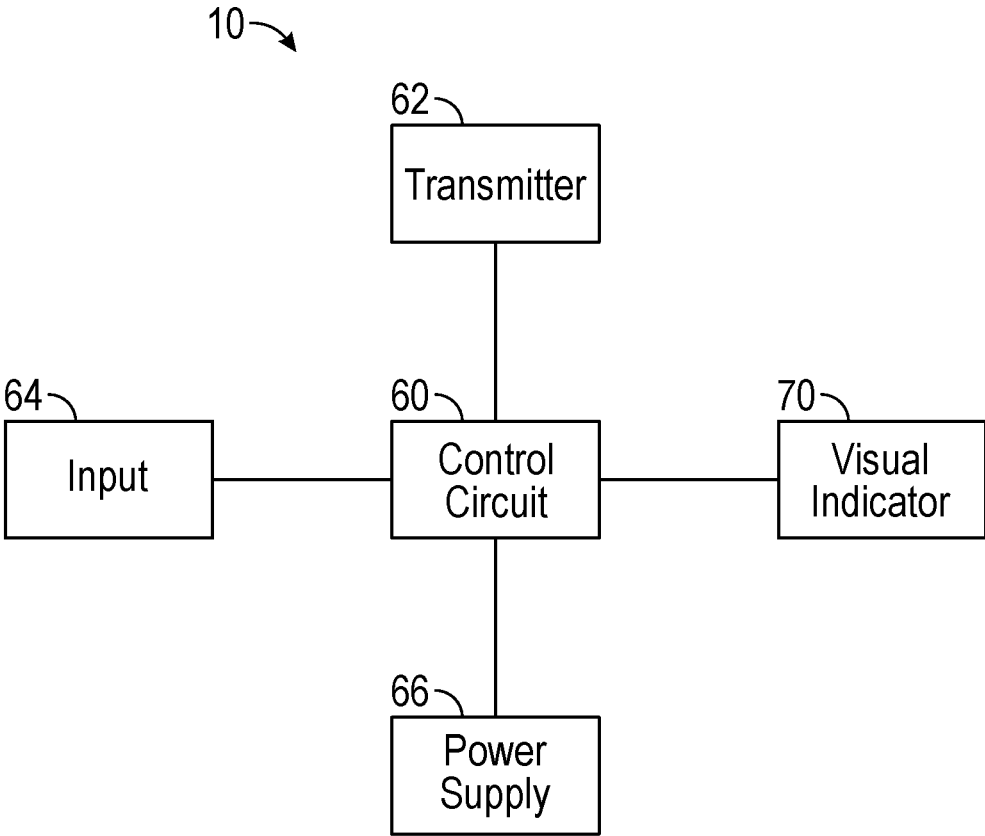 10
62
Transmitter
64
Input
60
Control
Circuit
70
Visual
Indicator
66
Power
Supply